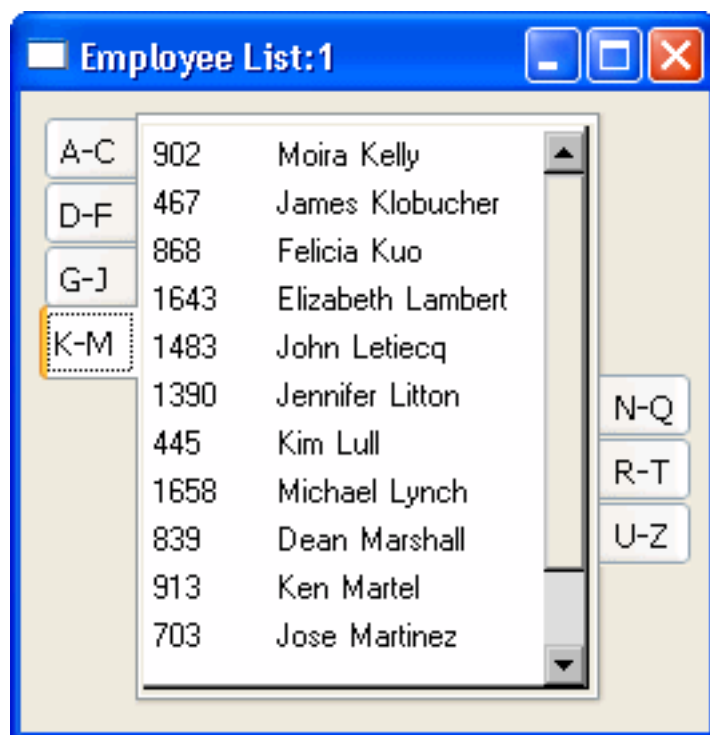 Employee List:1
A-C
D-F
G-J
K-M
902 Moira Kelly
467 James Klobucher
868 Felicia Kuo
1643 Elizabeth Lambert
1483 John Letiecq
1390 Jennifer Litton
445 Kim Lull
1658 Michael Lynch
839 Dean Marshall
913 Ken Martel
703 Jose Martinez
N-Q
R-T
U-Z